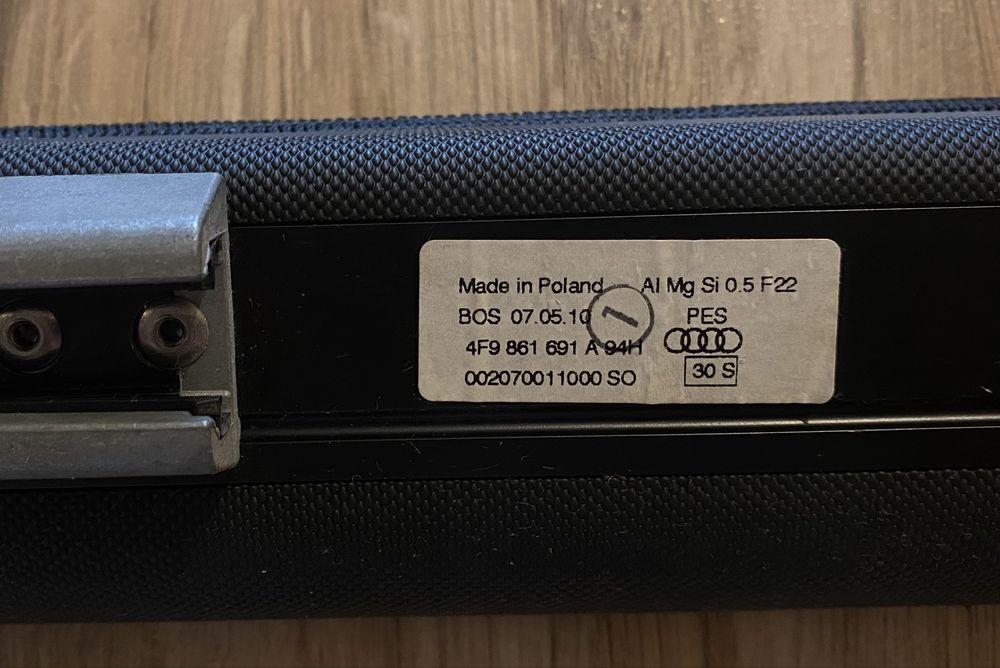 Made in Poland Al Mg Si 0.5 F22
BOS 07.05.10 PES
4F9 861 691 A 94H
002070011000 SO 30 S